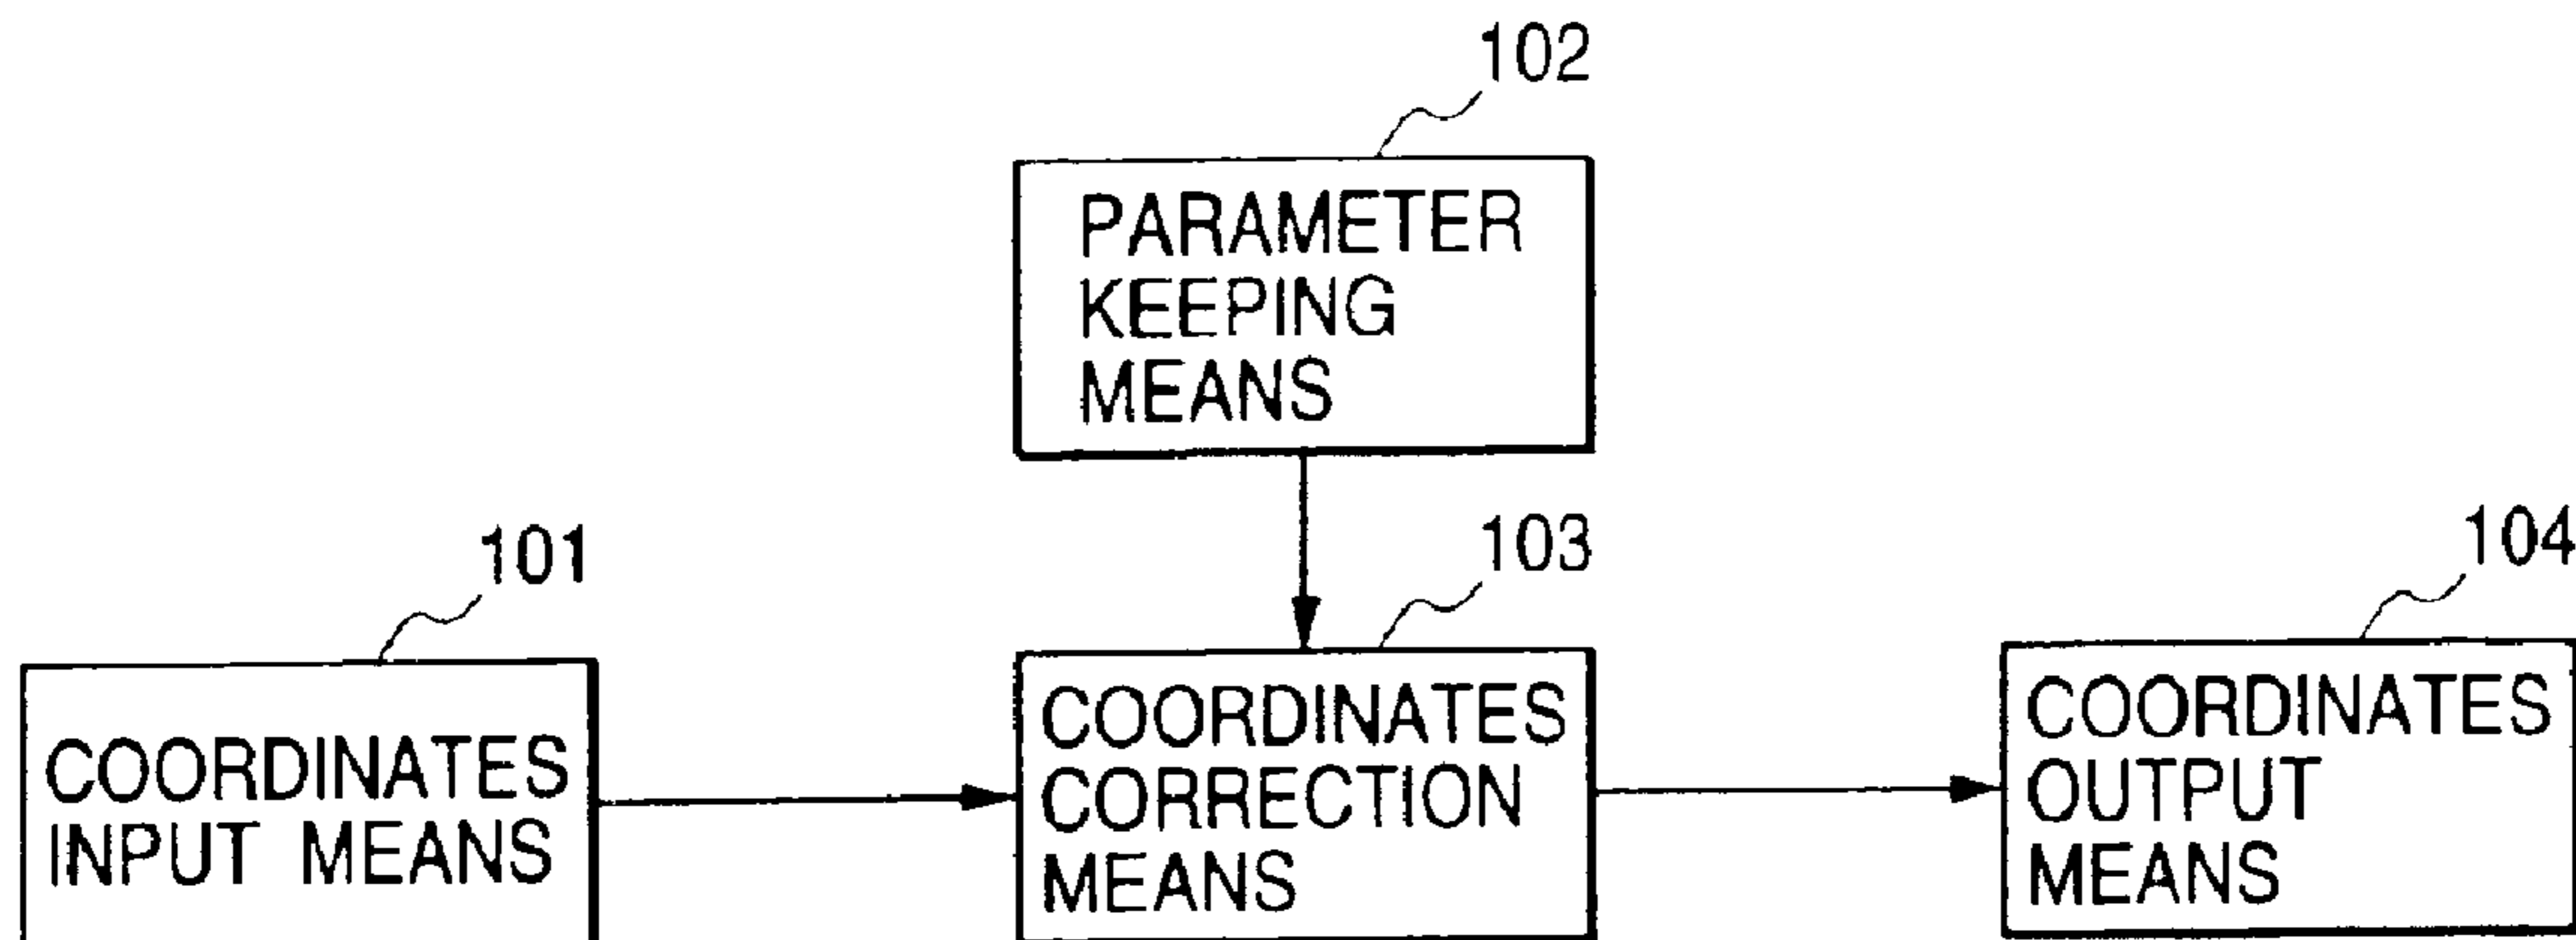 102
PARAMETER
KEEPING
MEANS
101
COORDINATES
INPUT MEANS
103
COORDINATES
CORRECTION
MEANS
104
COORDINATES
OUTPUT
MEANS